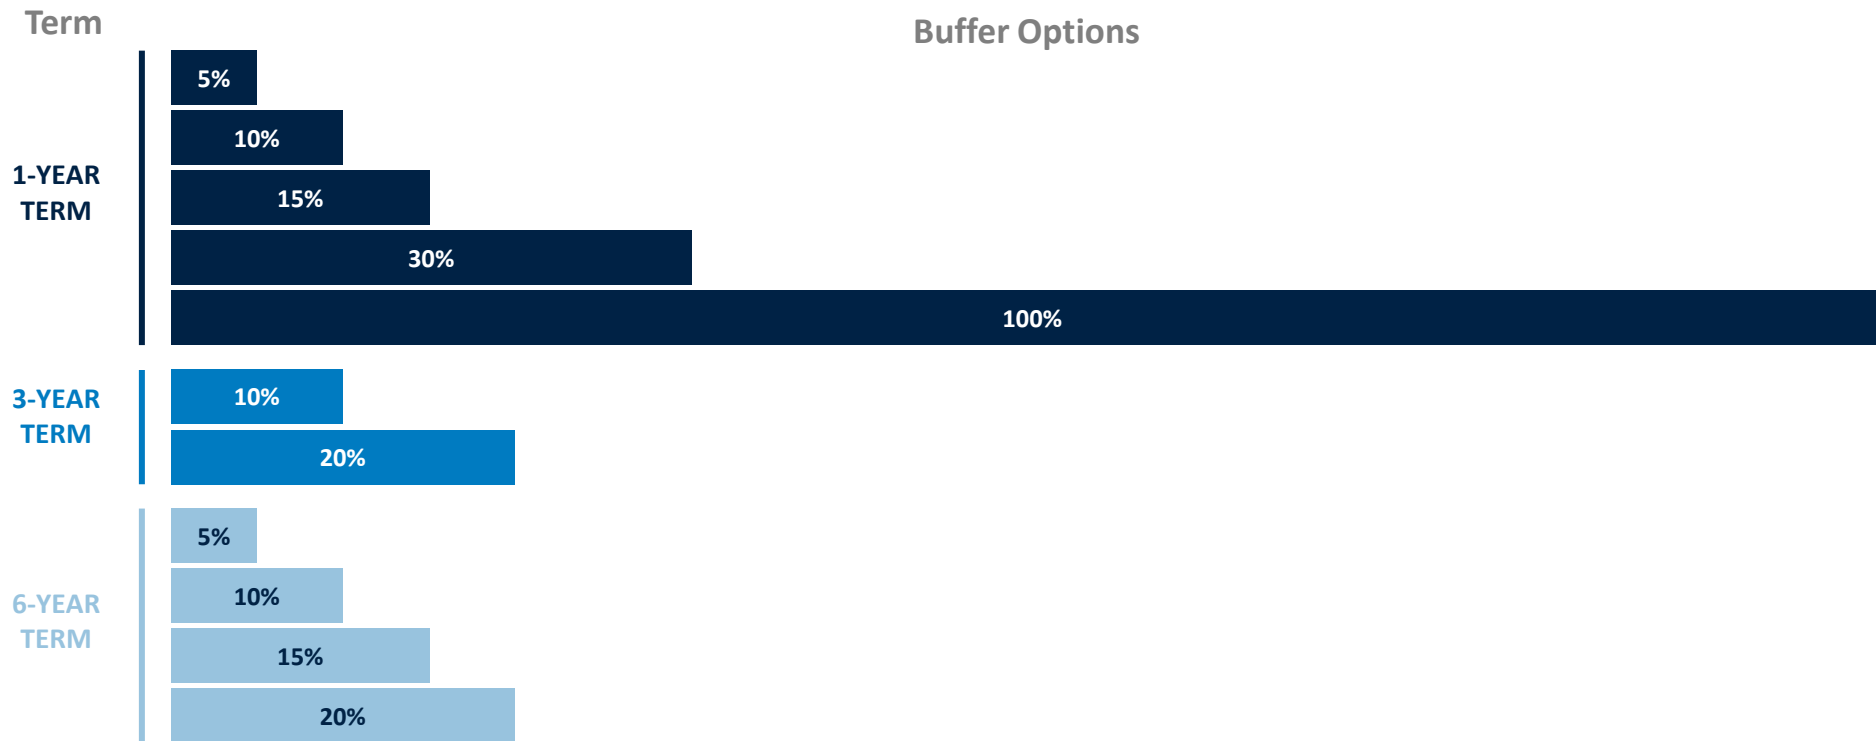 Term
Buffer Options
1-YEAR
TERM
5%
10%
15%
30%
100%
3-YEAR
TERM
10%
20%
6-YEAR
TERM
5%
10%
15%
20%